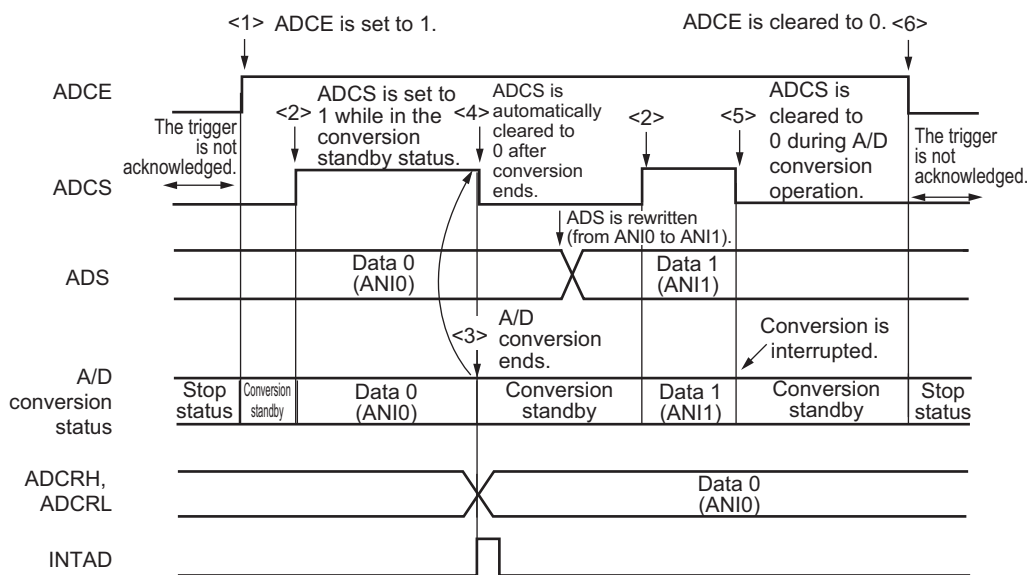 <1> ADCE is set to 1.
ADCE is cleared to 0. <6>
ADCE
The trigger
is not
acknowledged.
<2>
ADCS is set to
1 while in the
conversion
standby status.
<4>
ADCS is
automatically
cleared to
0 after
conversion
ends.
<2>
<5>
ADCS is
cleared to
0 during A/D
conversion
operation.
The trigger
is not
acknowledged.
ADCS
ADS is rewritten
(from ANI0 to ANI1).
ADS
Data 0
(ANI0)
Data 1
(ANI1)
<3>
A/D
conversion
ends.
Conversion is
interrupted.
A/D
conversion
status
Stop
status
Conversion
standby
Data 0
(ANI0)
Conversion
standby
Data 1
(ANI1)
Conversion
standby
Stop
status
ADCRH,
ADCRL
Data 0
(ANI0)
INTAD